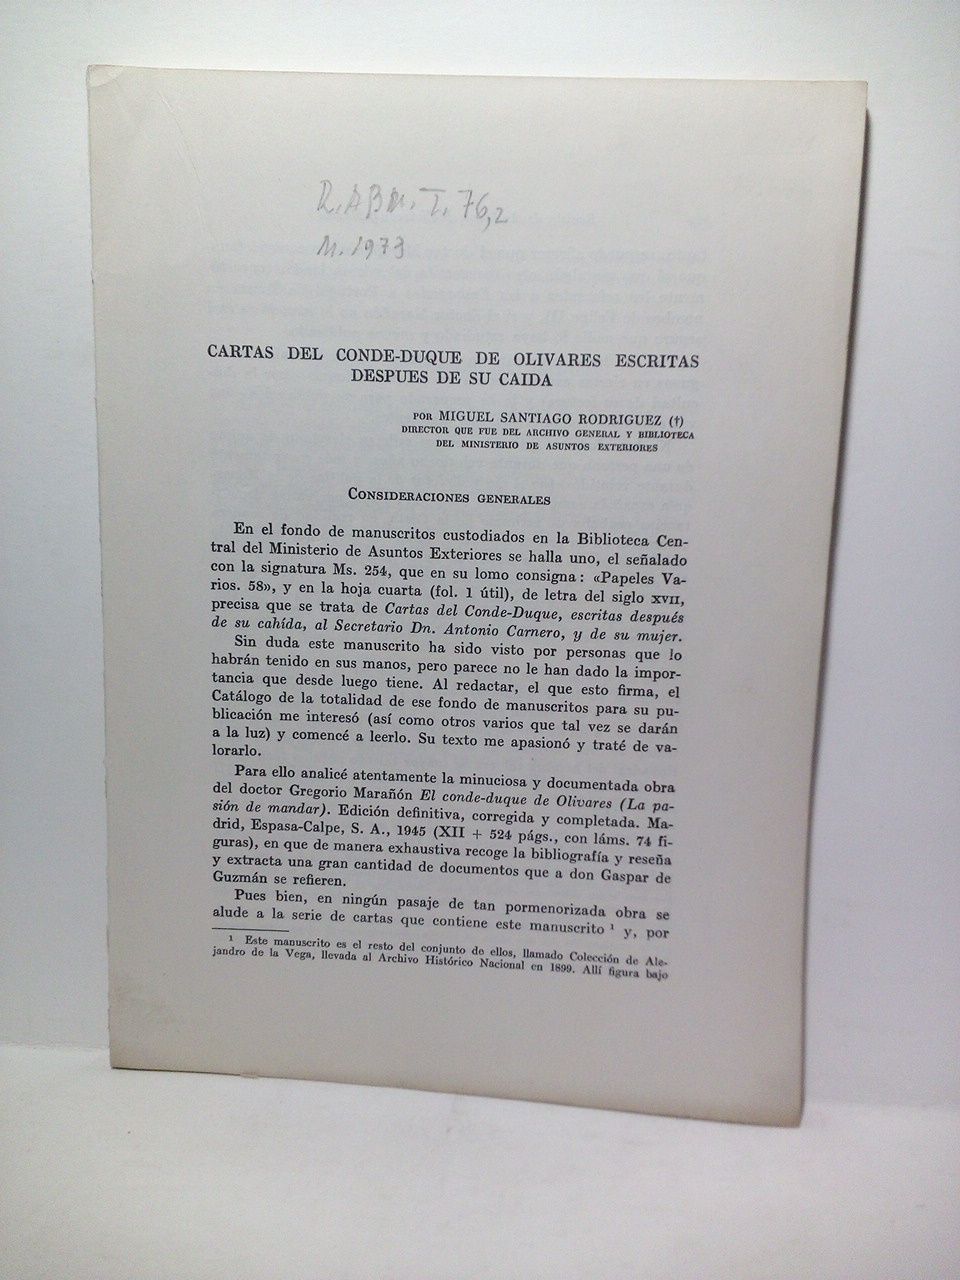 R.ABM. T. 76,2
M. 1973
CARTAS DEL CONDE-DUQUE DE OLIVARES ESCRITAS
DESPUES DE SU CAIDA
POR MIGUEL SANTIAGO RODRIGUEZ (†)
DIRECTOR QUE FUE DEL ARCHIVO GENERAL Y BIBLIOTECA
DEL MINISTERIO DE ASUNTOS EXTERIORES
CONSIDERACIONES GENERALES
En el fondo de manuscritos custodiados en la Biblioteca Cen-
tral del Ministerio de Asuntos Exteriores se halla uno, el señalado
con la signatura Ms. 254, que en su lomo consigna: «Papeles Va-
rios. 58», y en la hoja cuarta (fol. 1 útil), de letra del siglo XVII,
precisa que se trata de Cartas del Conde-Duque, escritas después
de su cahída, al Secretario Dn. Antonio Carnero, y de su mujer.
Sin duda este manuscrito ha sido visto por personas que lo
habrán tenido en sus manos, pero parece no le han dado la impor-
tancia que desde luego tiene. Al redactar, el que esto firma, el
Catálogo de la totalidad de ese fondo de manuscritos para su pu-
blicación me interesó (así como otros varios que tal vez se darán
a la luz) y comencé a leerlo. Su texto me apasionó y traté de va-
lorarlo.
Para ello analicé atentamente la minuciosa y documentada obra
del doctor Gregorio Marañón El conde-duque de Olivares (La pa-
sión de mandar). Edición definitiva, corregida y completada. Ma-
drid, Espasa-Calpe, S. A., 1945 (XII + 524 págs., con láms. 74 fi-
guras), en que de manera exhaustiva recoge la bibliografía y reseña
y extracta una gran cantidad de documentos que a don Gaspar de
Guzmán se refieren.
Pues bien, en ningún pasaje de tan pormenorizada obra se
alude a la serie de cartas que contiene este manuscrito ¹ y, por
¹ Este manuscrito es el resto del conjunto de ellos, llamado Colección de Ale-
jandro de la Vega, llevada al Archivo Histórico Nacional en 1899. Allí figura bajo